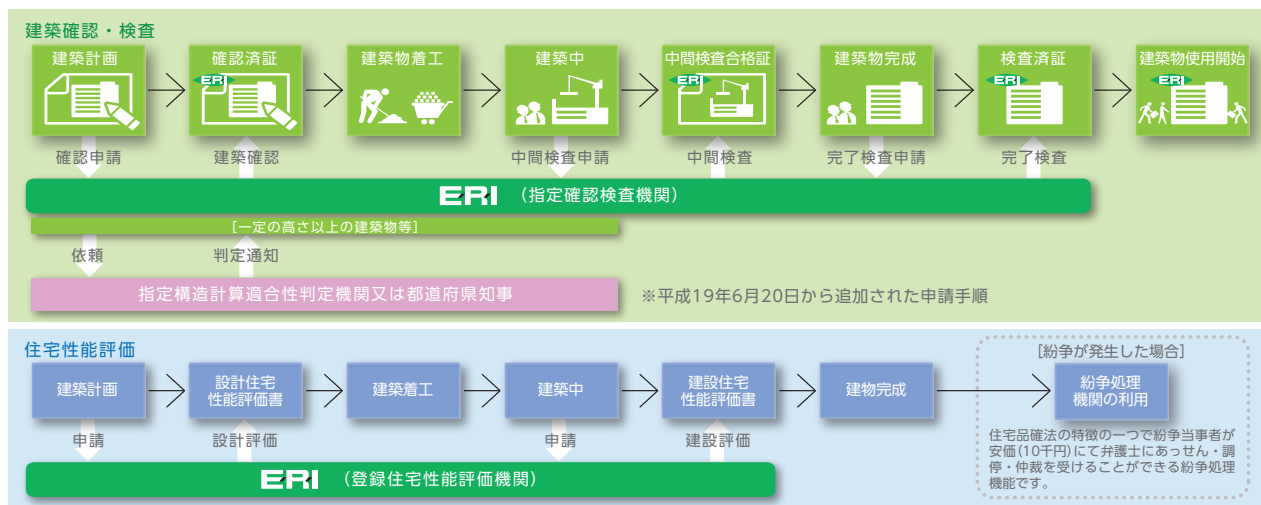 建築確認・検査
建築計画
確認済証
建築物着工
建築中
中間検査合格証
建築物完成
検査済証
建築物使用開始
ERI
ERI
ERI
ERI
確認申請
建築確認
中間検査申請
中間検査
完了検査申請
完了検査
ERI （指定確認検査機関）
［一定の高さ以上の建築物等］
依頼
判定通知
指定構造計算適合性判定機関又は都道府県知事
※平成19年6月20日から追加された申請手順
住宅性能評価
建築計画
設計住宅
性能評価書
建築着工
建築中
建設住宅
性能評価書
建物完成
［紛争が発生した場合］
紛争処理
機関の利用
申請
設計評価
申請
建設評価
住宅品確法の特徴の一つで紛争当事者が
安価(10千円)にて弁護士にあっせん・調
停・仲裁を受けることができる紛争処理
機能です。
ERI （登録住宅性能評価機関）